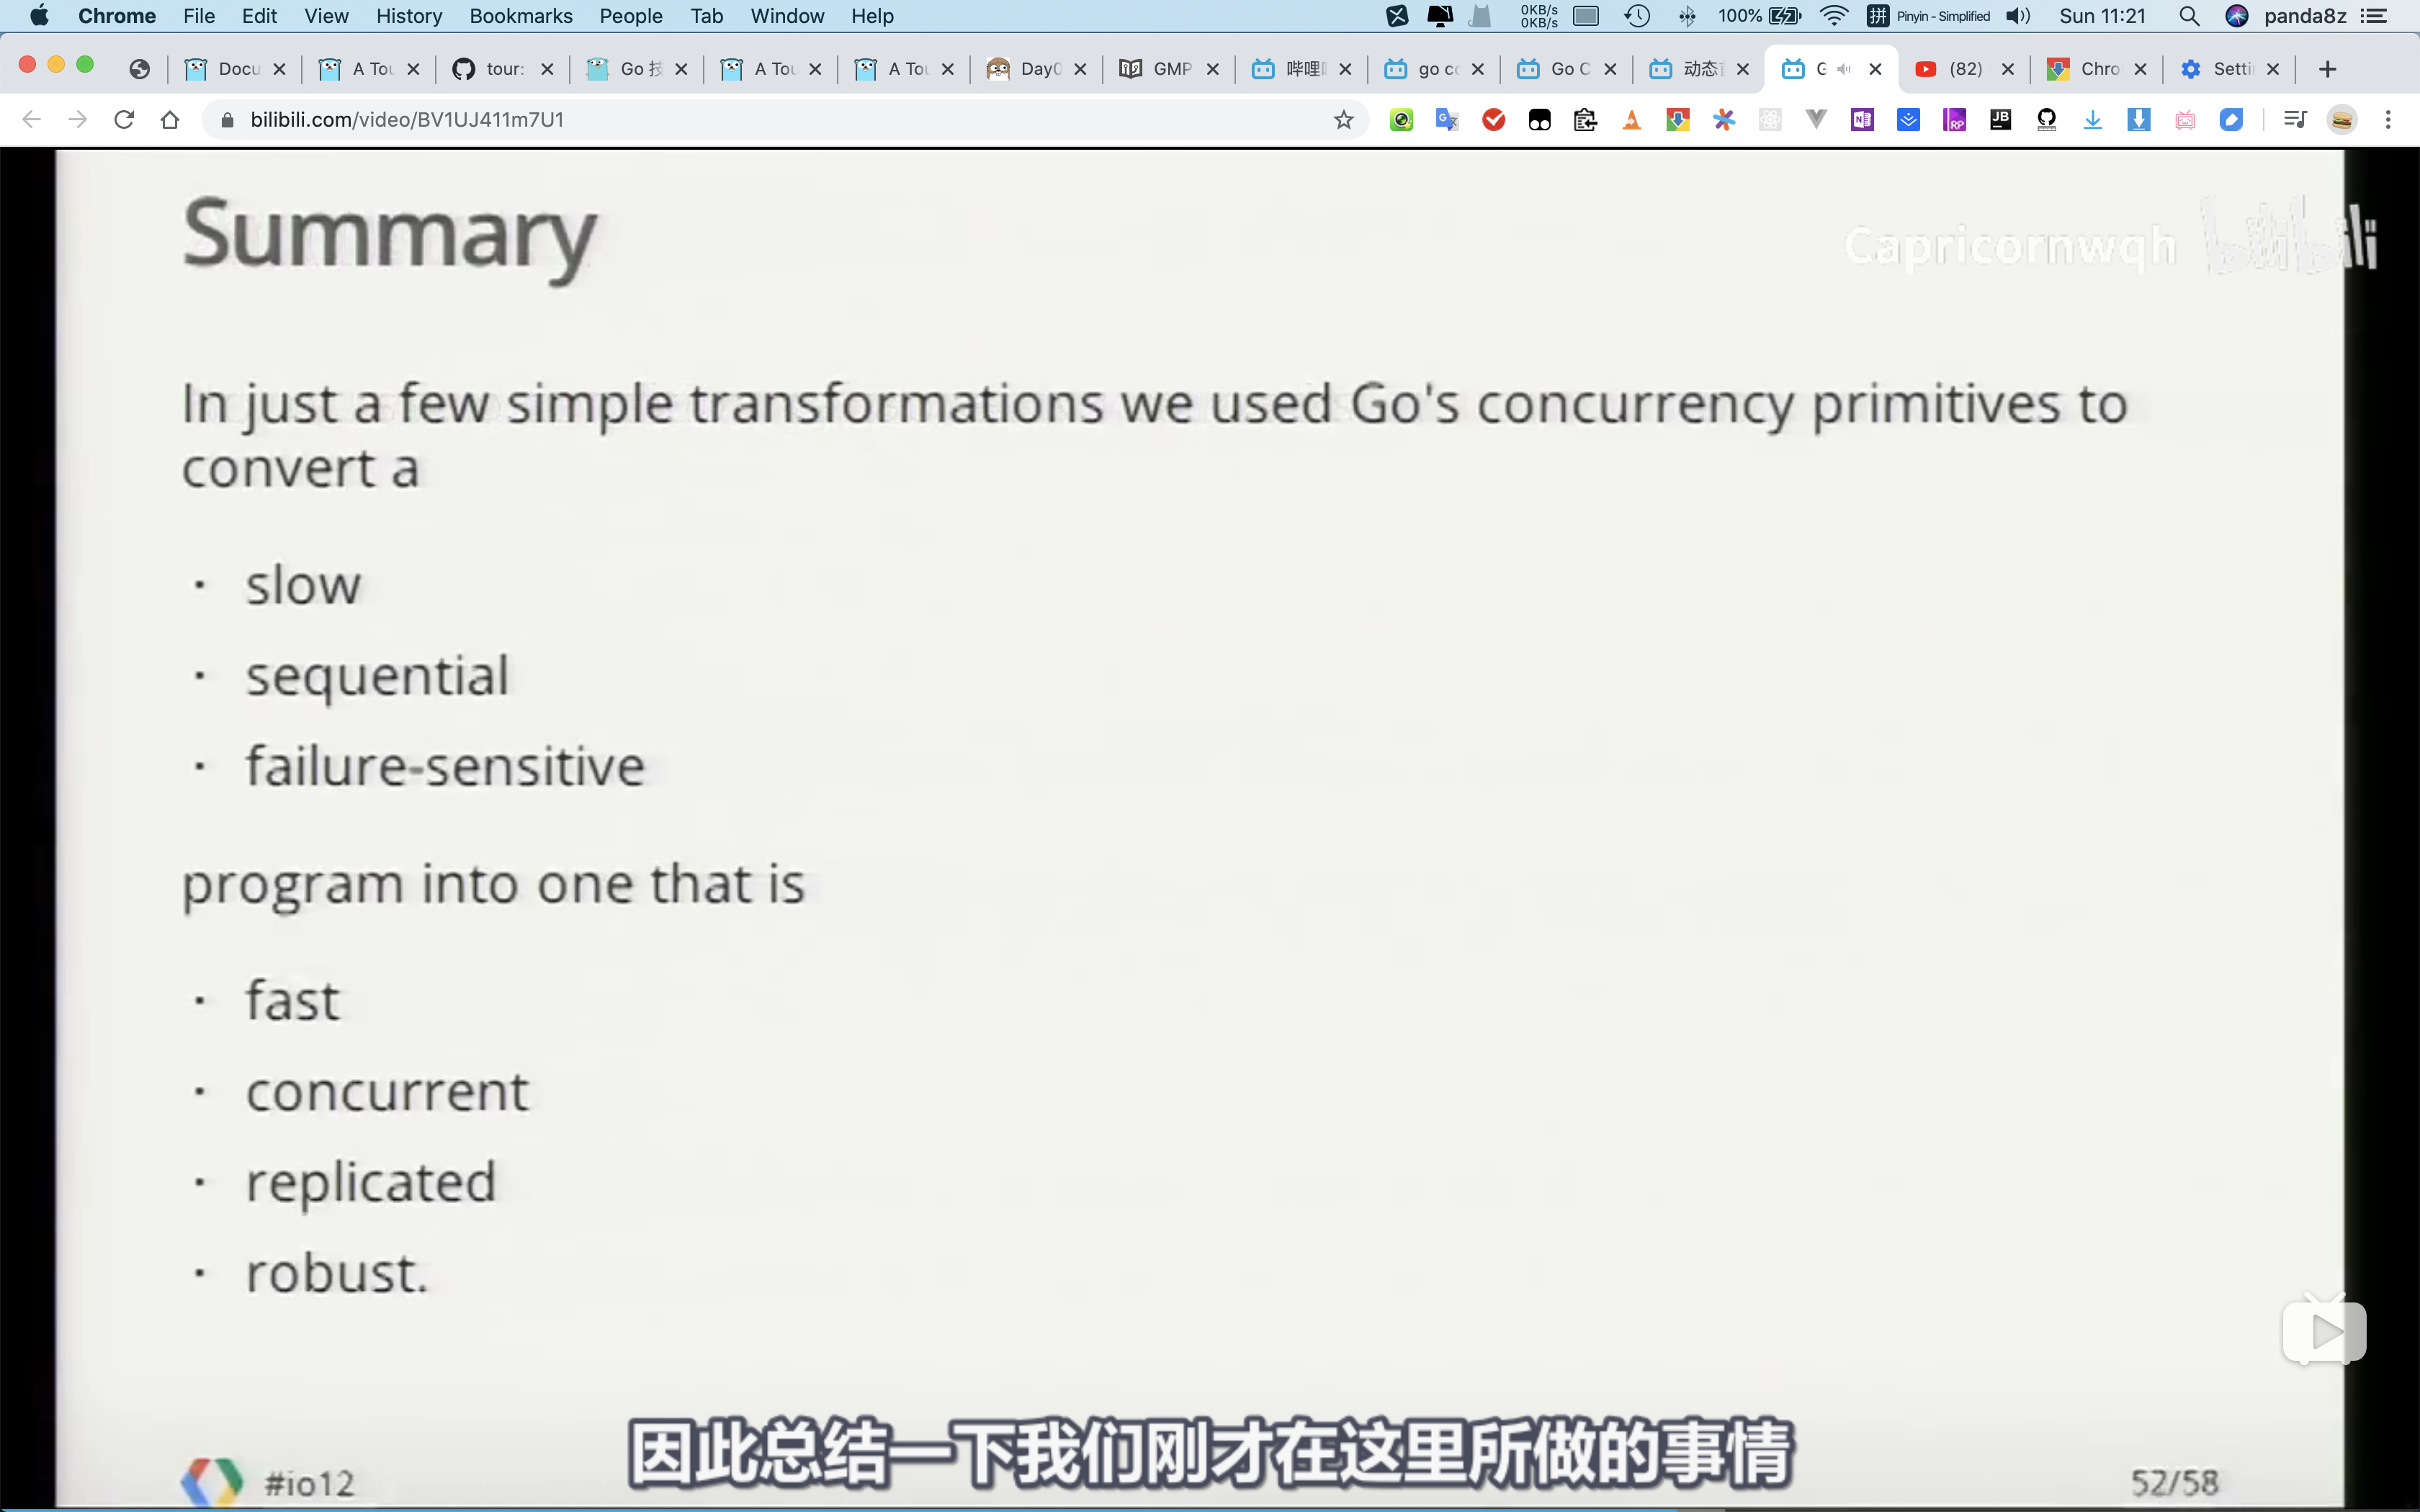 Chrome File Edit View History Bookmarks People Tab Window Help 0KB/s 0KB/s 100% 拼 Pinyin - Simplified Sun 11:21 panda8z
Docu A Tou tour: Go 技 A Tou A Tou Day0 GMP 哔哩 go co Go C 动态 G (82) Chro Setti
bilibili.com/video/BV1UJ411m7U1
Summary
Capricornwqh bilibili
In just a few simple transformations we used Go's concurrency primitives to
convert a
· slow
· sequential
· failure-sensitive
program into one that is
· fast
· concurrent
· replicated
· robust.
因此总结一下我们刚才在这里所做的事情
#io12
52/58